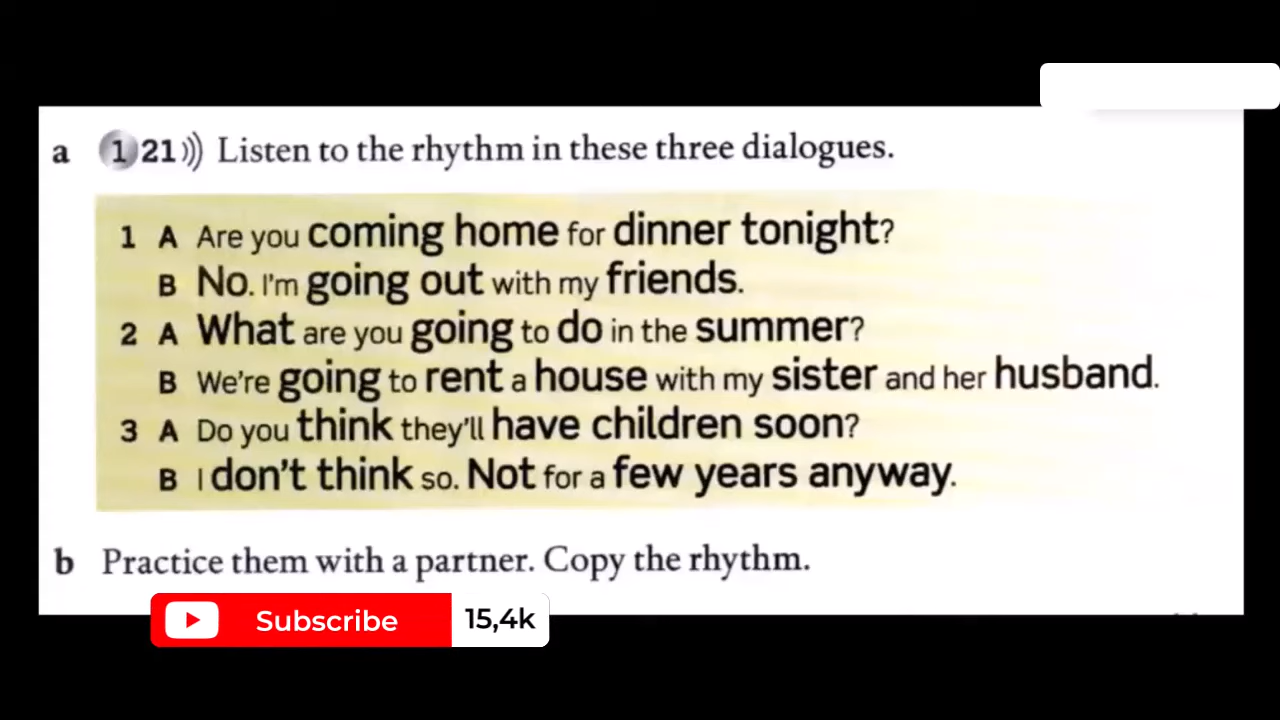 a 1 21 Listen to the rhythm in these three dialogues.
1 A Are you coming home for dinner tonight?
B No. I'm going out with my friends.
2 A What are you going to do in the summer?
B We're going to rent a house with my sister and her husband.
3 A Do you think they'll have children soon?
B I don't think so. Not for a few years anyway.
b Practice them with a partner. Copy the rhythm.
Subscribe 15,4k